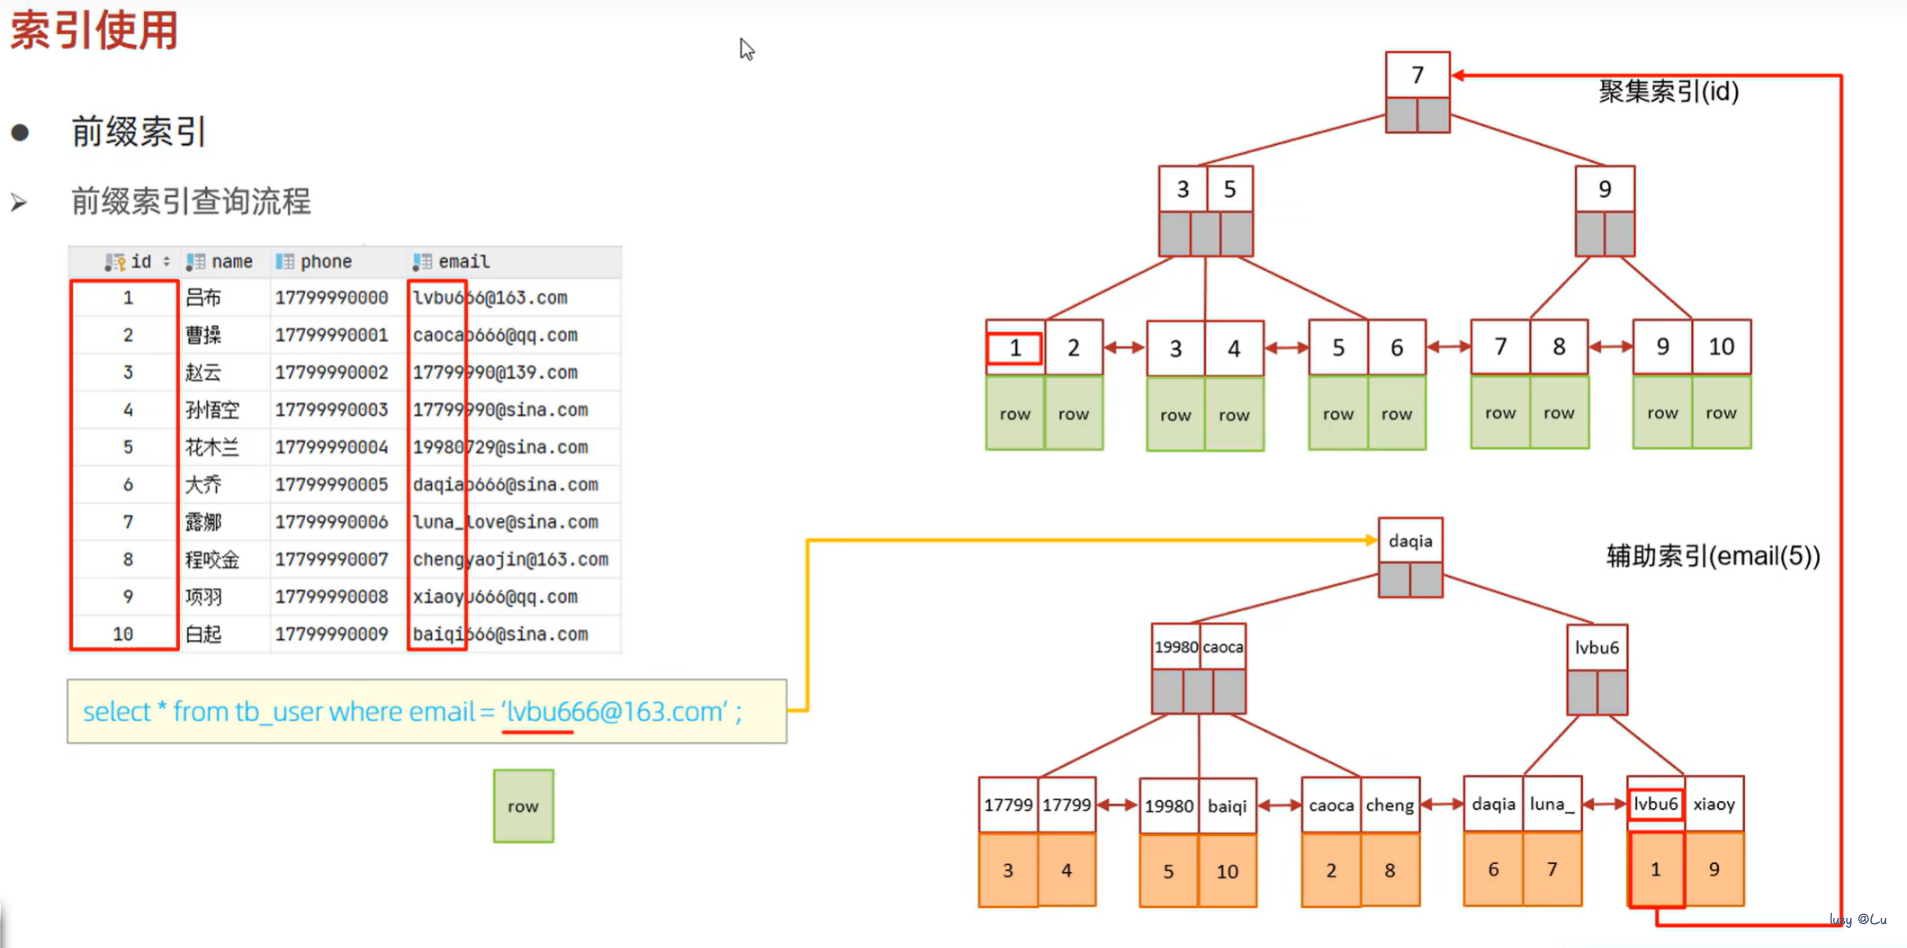 索引使用
前缀索引
前缀索引查询流程
id name phone email
1 吕布 17799990000 lvbu666@163.com
2 曹操 17799990001 caocao666@qq.com
3 赵云 17799990002 17799990@139.com
4 孙悟空 17799990003 17799990@sina.com
5 花木兰 17799990004 19980729@sina.com
6 大乔 17799990005 daqiao666@sina.com
7 露娜 17799990006 luna_love@sina.com
8 程咬金 17799990007 chengyaojin@163.com
9 项羽 17799990008 xiaoyu666@qq.com
10 白起 17799990009 baiqi666@sina.com
select * from tb_user where email = ‘lvbu666@163.com’ ;
row
7
聚集索引(id)
3 5
9
1 2 3 4 5 6 7 8 9 10
row row row row row row row row row row
daqia
辅助索引(email(5))
19980 caoca
lvbu6
17799 17799 19980 baiqi caoca cheng daqia luna_ lvbu6 xiaoy
3 4 5 10 2 8 6 7 1 9
lusy @Lu